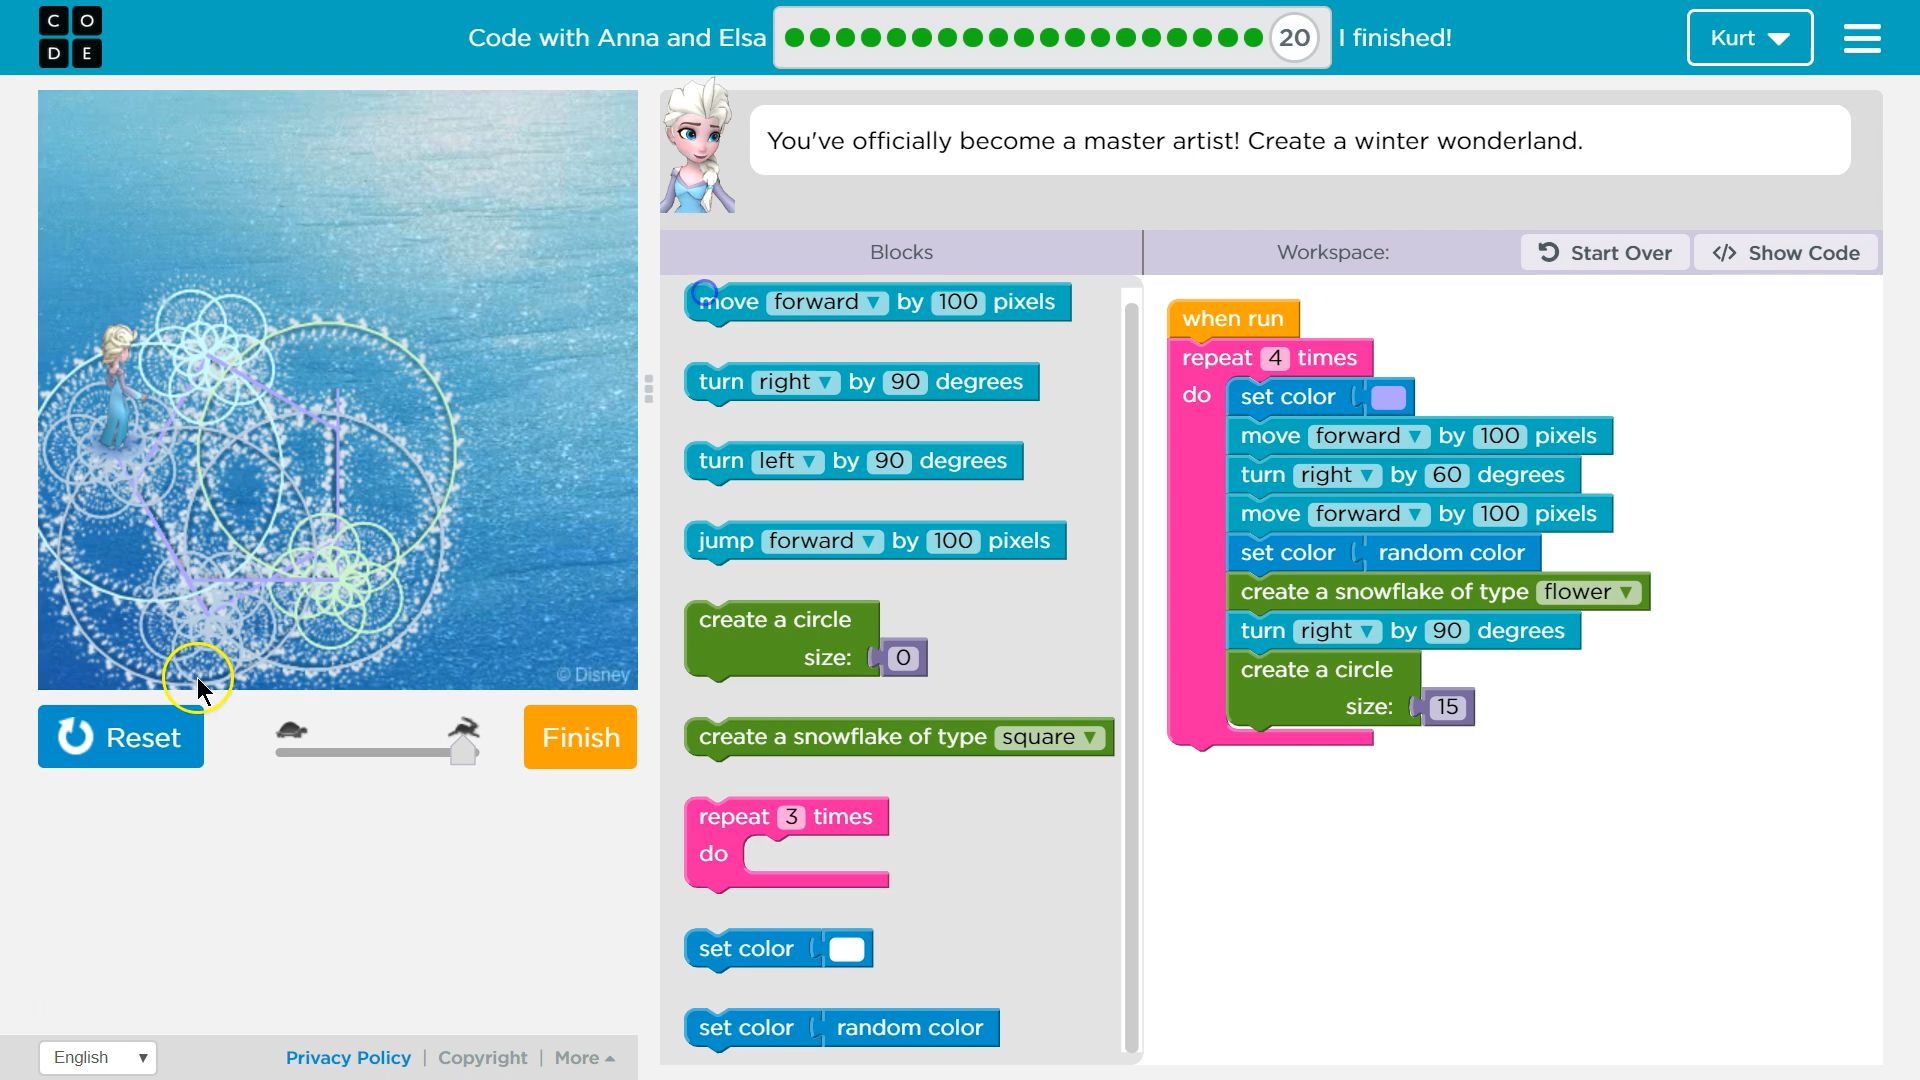 C O
D E
Code with Anna and Elsa
20
I finished!
Kurt
You've officially become a master artist! Create a winter wonderland.
Blocks
Workspace:
Start Over
</> Show Code
move forward by 100 pixels
turn right by 90 degrees
turn left by 90 degrees
jump forward by 100 pixels
create a circle
size: 0
create a snowflake of type square
repeat 3 times
do
set color
set color random color
when run
repeat 4 times
do
set color
move forward by 100 pixels
turn right by 60 degrees
move forward by 100 pixels
set color random color
create a snowflake of type flower
turn right by 90 degrees
create a circle
size: 15
© Disney
Reset
Finish
English
Privacy Policy | Copyright | More